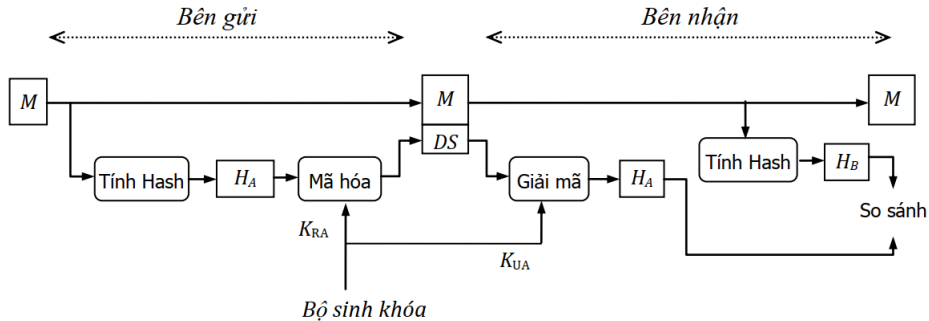 Bên gửi
Bên nhận
M
M
M
DS
Tính Hash
H_A
Mã hóa
Giải mã
H_A
Tính Hash
H_B
So sánh
K_RA
K_UA
Bộ sinh khóa